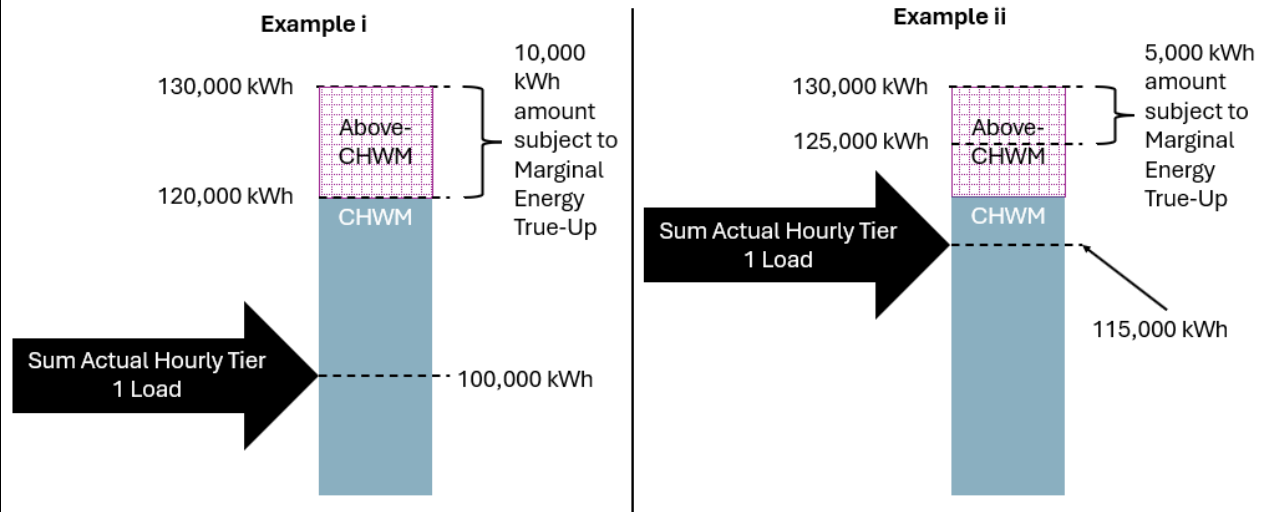 Example i
130,000 kWh
120,000 kWh
Above-
CHWM
CHWM
10,000
kWh
amount
subject to
Marginal
Energy
True-Up
Sum Actual Hourly Tier
1 Load
100,000 kWh
Example ii
130,000 kWh
125,000 kWh
Above-
CHWM
CHWM
5,000 kWh
amount
subject to
Marginal
Energy
True-Up
Sum Actual Hourly Tier
1 Load
115,000 kWh